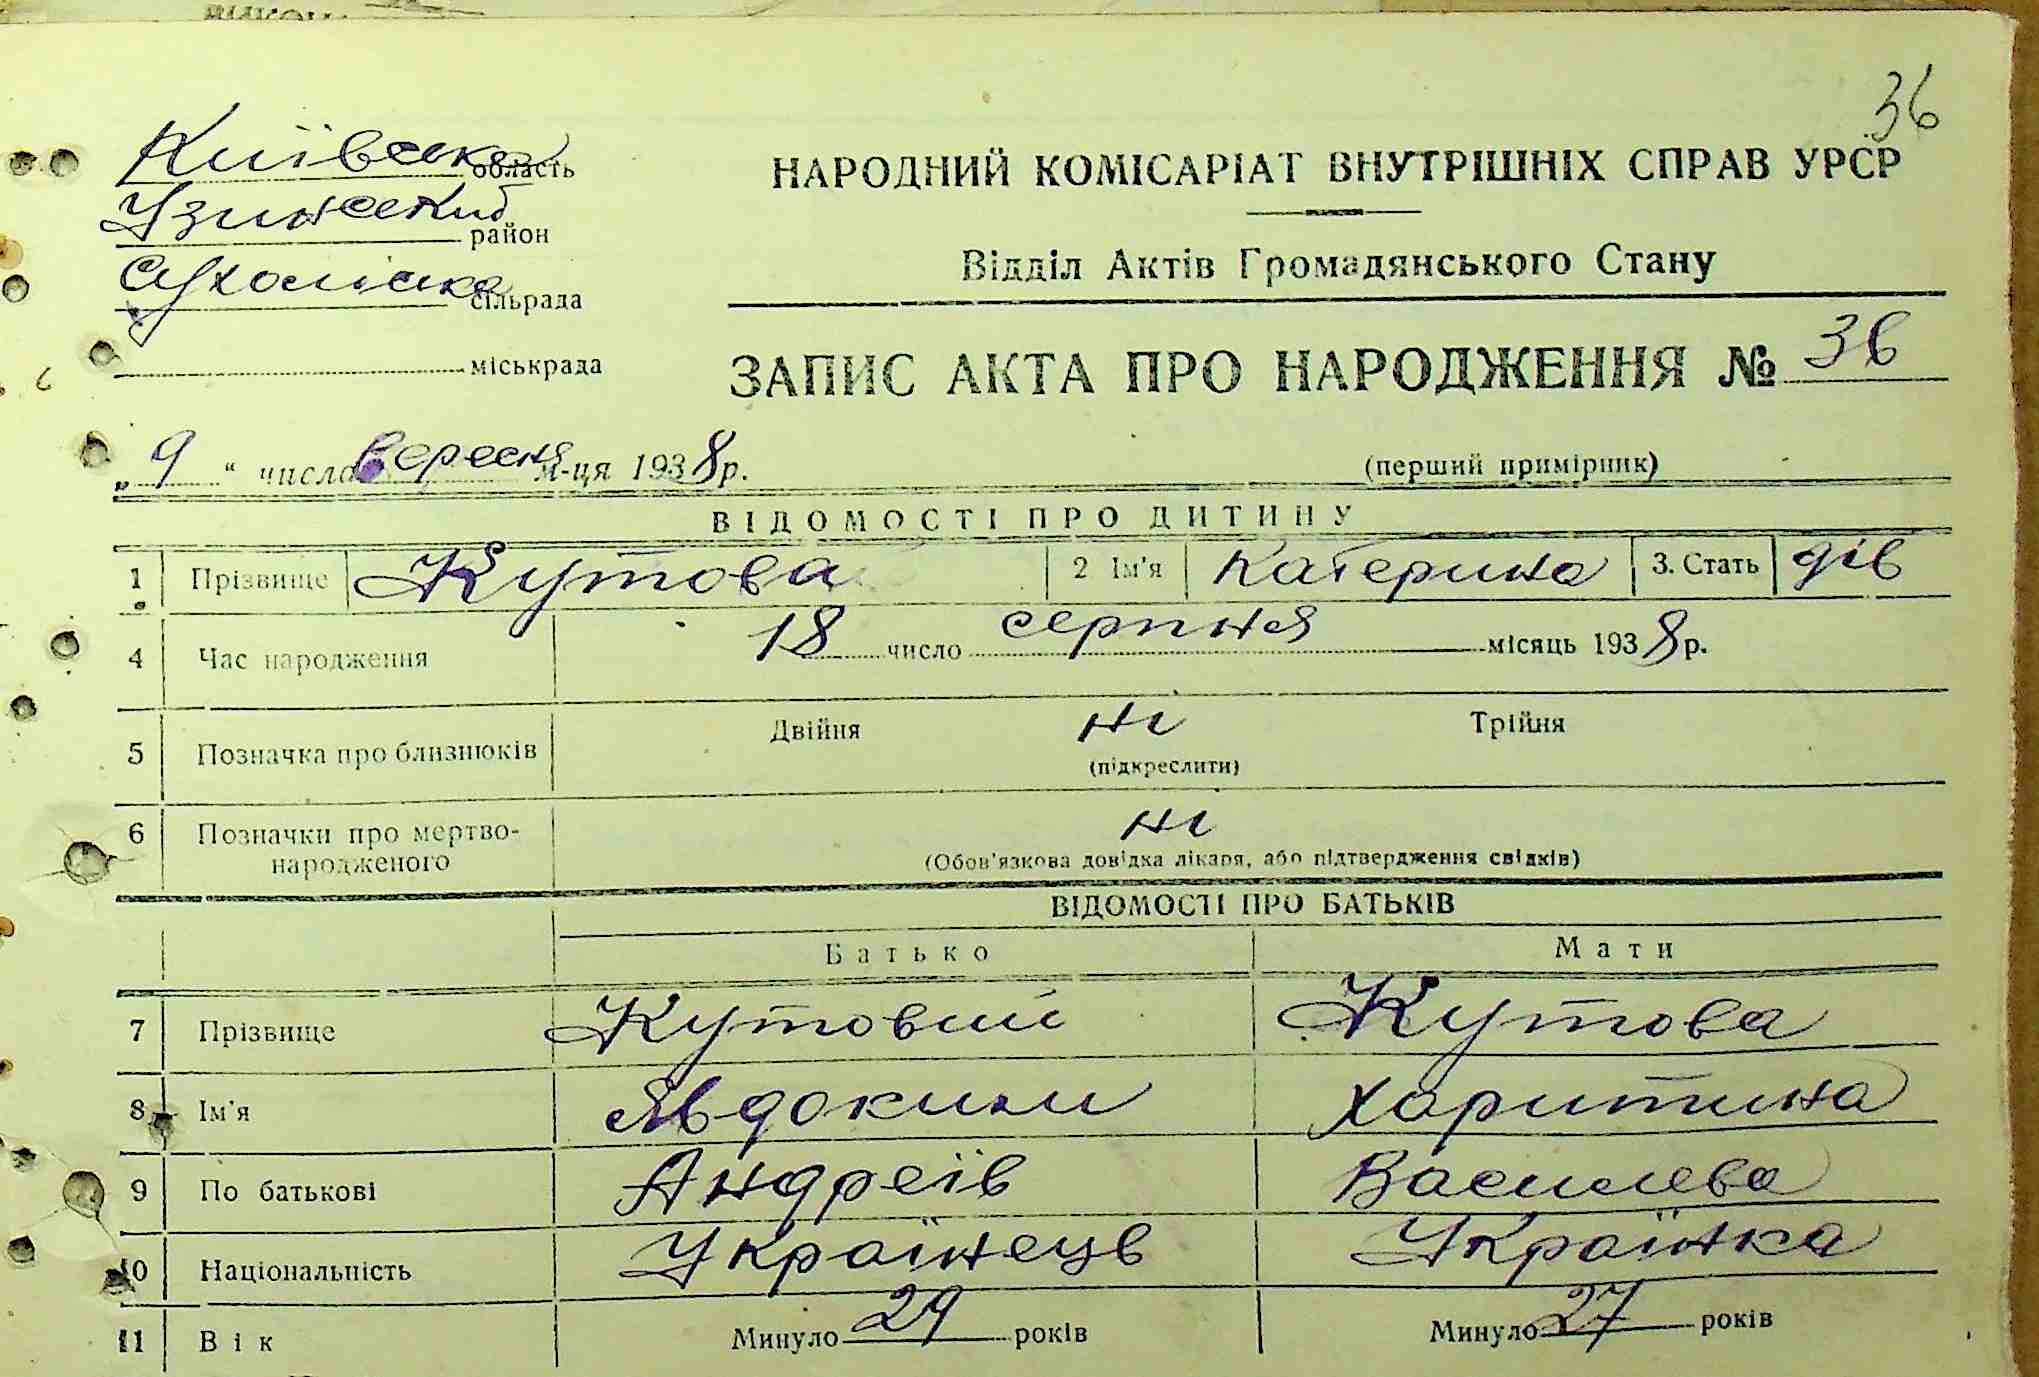 36
Київська область
Узинський район
Сухоліська сільрада
міськрада
НАРОДНИЙ КОМІСАРІАТ ВНУТРІШНІХ СПРАВ УРСР
Відділ Актів Громадянського Стану
ЗАПИС АКТА ПРО НАРОДЖЕННЯ № 36
„ 9 “ числа вересня м-ця 1938 р.
(перший примірник)
ВІДОМОСТІ ПРО ДИТИНУ
1 Прізвище Кутова 2 Ім'я Катерина 3. Стать дів
4 Час народження 18 число серпня місяць 1938 р.
5 Позначка про близнюків Двійня ні Трійня
(підкреслити)
6 Позначки про мертво-
народженого ні
(Обов'язкова довідка лікаря, або підтвердження свідків)
ВІДОМОСТІ ПРО БАТЬКІВ
Батько Мати
7 Прізвище Кутовий Кутова
8 Ім'я Явдоким Харитина
9 По батькові Андреїв Василева
10 Національність Українець Українка
11 Вік Минуло 29 років Минуло 27 років